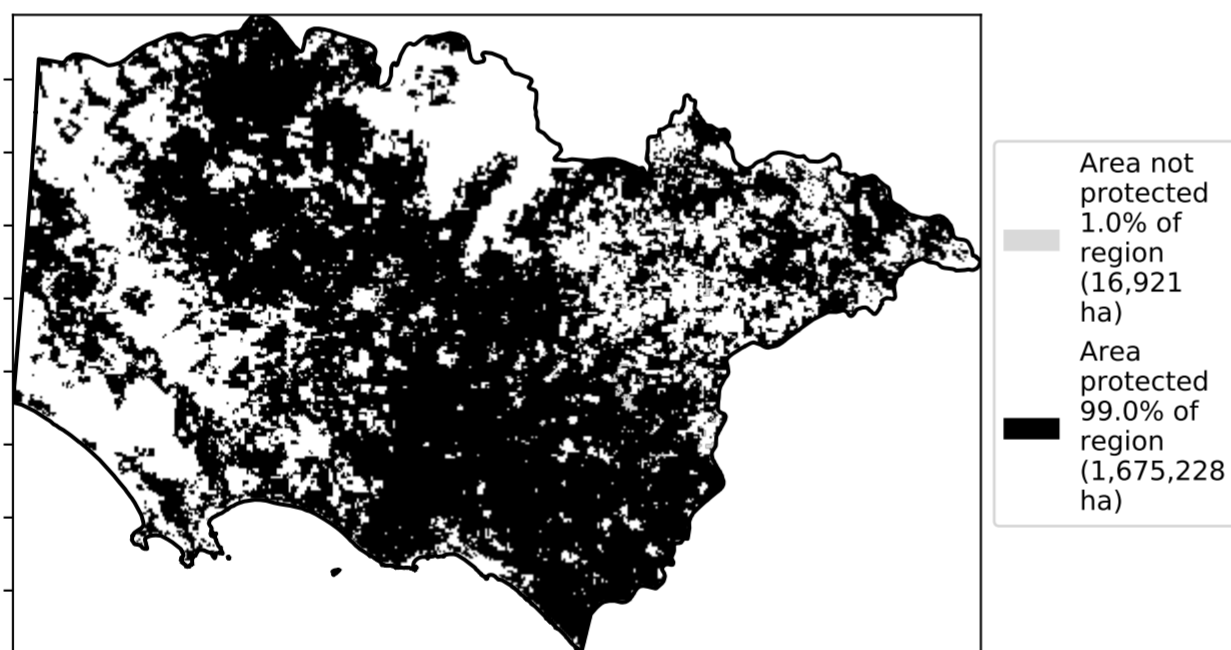 Area not
protected
1.0% of
region
(16,921
ha)
Area
protected
99.0% of
region
(1,675,228
ha)